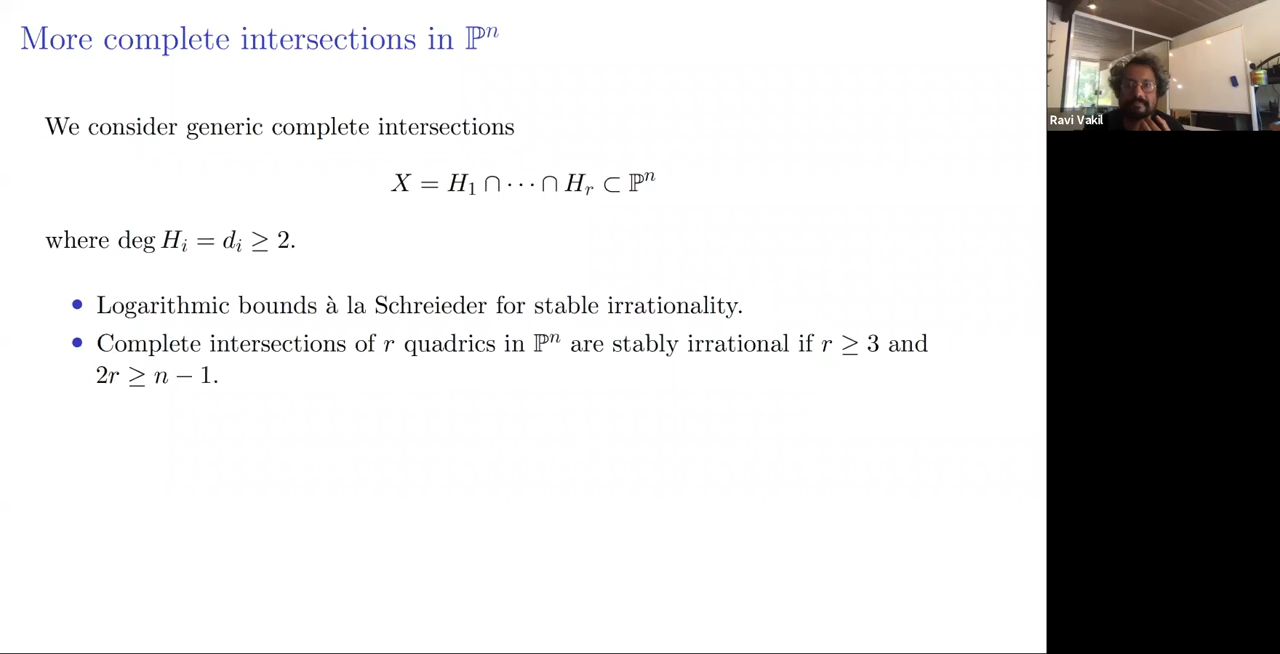 More complete intersections in ℙⁿ
We consider generic complete intersections
X = H₁ ∩ ⋯ ∩ Hᵣ ⊂ ℙⁿ
where deg Hᵢ = dᵢ ≥ 2.
• Logarithmic bounds à la Schreieder for stable irrationality.
• Complete intersections of r quadrics in ℙⁿ are stably irrational if r ≥ 3 and
2r ≥ n − 1.
Ravi Vakil